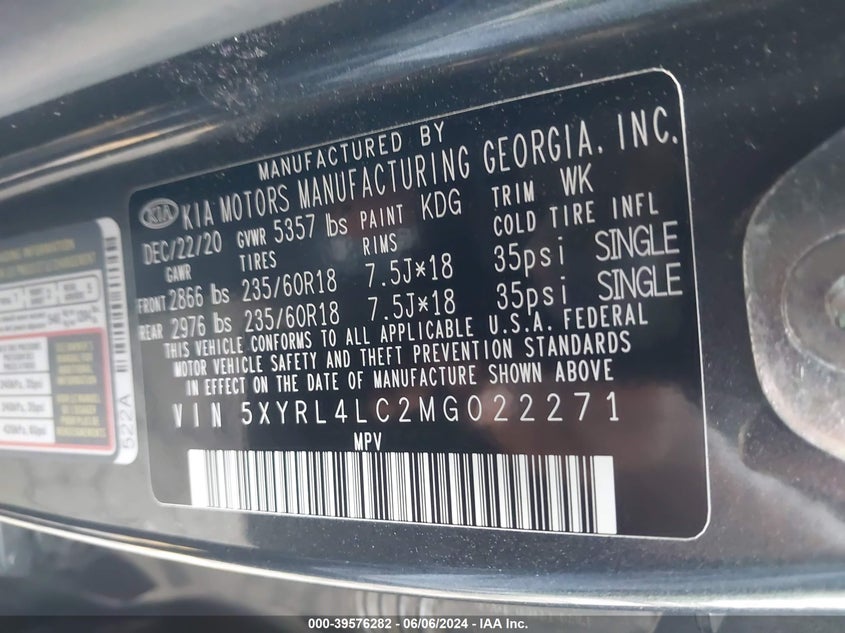 MANUFACTURED BY
KIA KIA MOTORS MANUFACTURING GEORGIA, INC.
DEC/22/20 GVWR 5357 lbs PAINT KDG TRIM WK
GAWR TIRES RIMS COLD TIRE INFL
FRONT 2866 lbs 235/60R18 7.5J*18 35psi SINGLE
REAR 2976 lbs 235/60R18 7.5J*18 35psi SINGLE
THIS VEHICLE CONFORMS TO ALL APPLICABLE U.S.A. FEDERAL
MOTOR VEHICLE SAFETY AND THEFT PREVENTION STANDARDS
IN EFFECT ON THE DATE OF MANUFACTURE SHOWN ABOVE
VIN 5XYRL4LC2MG022271
MPV
522A
000-39576282 - 06/06/2024 - IAA Inc.